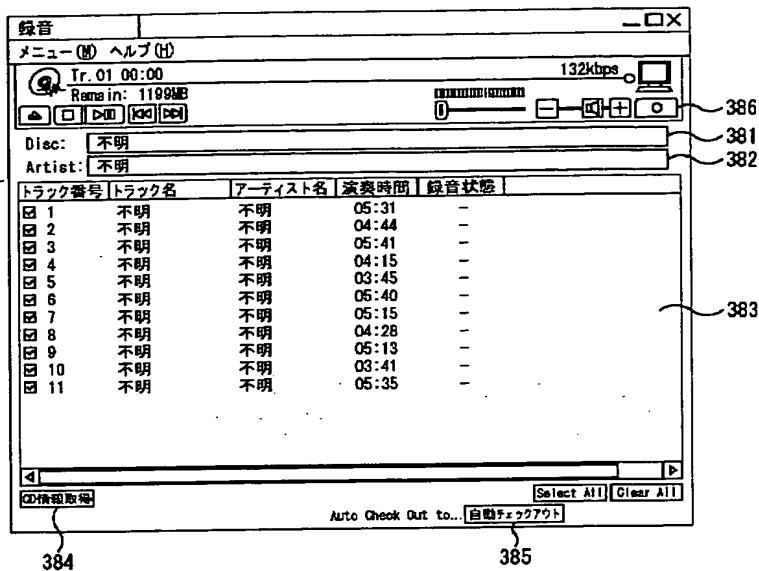 録音
メニュー(M) ヘルプ(H)
Tr.01 00:00 132kbps
Remain: 1199MB
386
Disc: 不明 381
Artist: 不明 382
トラック番号 トラック名 アーティスト名 演奏時間 録音状態
1 不明 不明 05:31 −
2 不明 不明 04:44 −
3 不明 不明 05:41 −
4 不明 不明 04:15 −
5 不明 不明 03:45 −
6 不明 不明 05:40 −
7 不明 不明 05:15 −
383
8 不明 不明 04:28 −
9 不明 不明 05:13 −
10 不明 不明 03:41 −
11 不明 不明 05:35 −
CD情報取得 Select All Clear All
Auto Check Out to... 自動チェックアウト
384 385